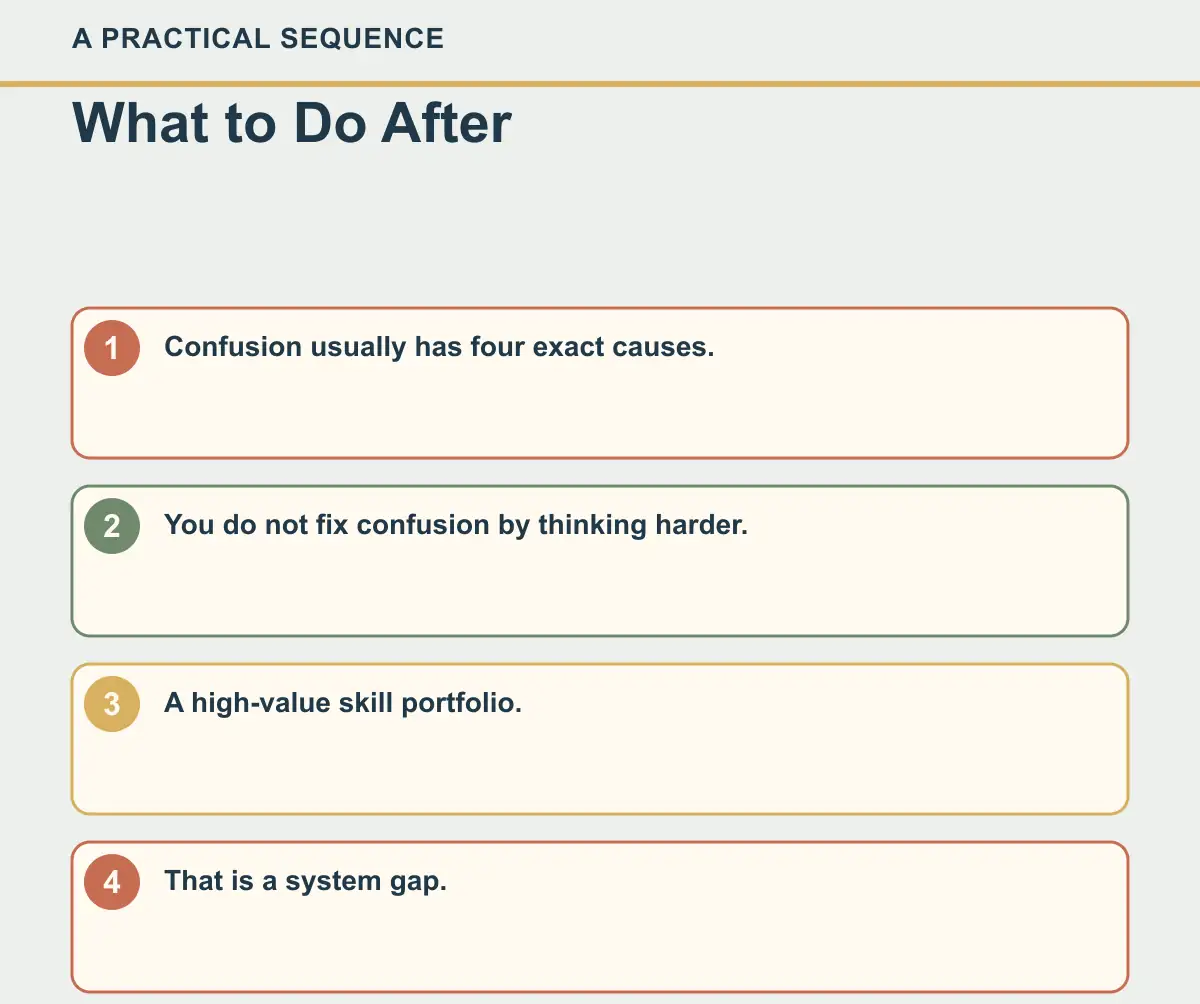 A PRACTICAL SEQUENCE
What to Do After
1 Confusion usually has four exact causes.
2 You do not fix confusion by thinking harder.
3 A high-value skill portfolio.
4 That is a system gap.